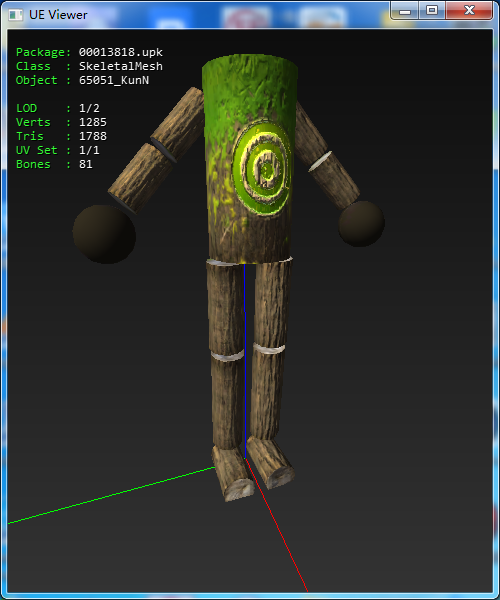 UE Viewer
Package: 00013818.upk
Class : SkeletalMesh
Object : 65051_KunN
LOD : 1/2
Verts : 1285
Tris : 1788
UV Set : 1/1
Bones : 81